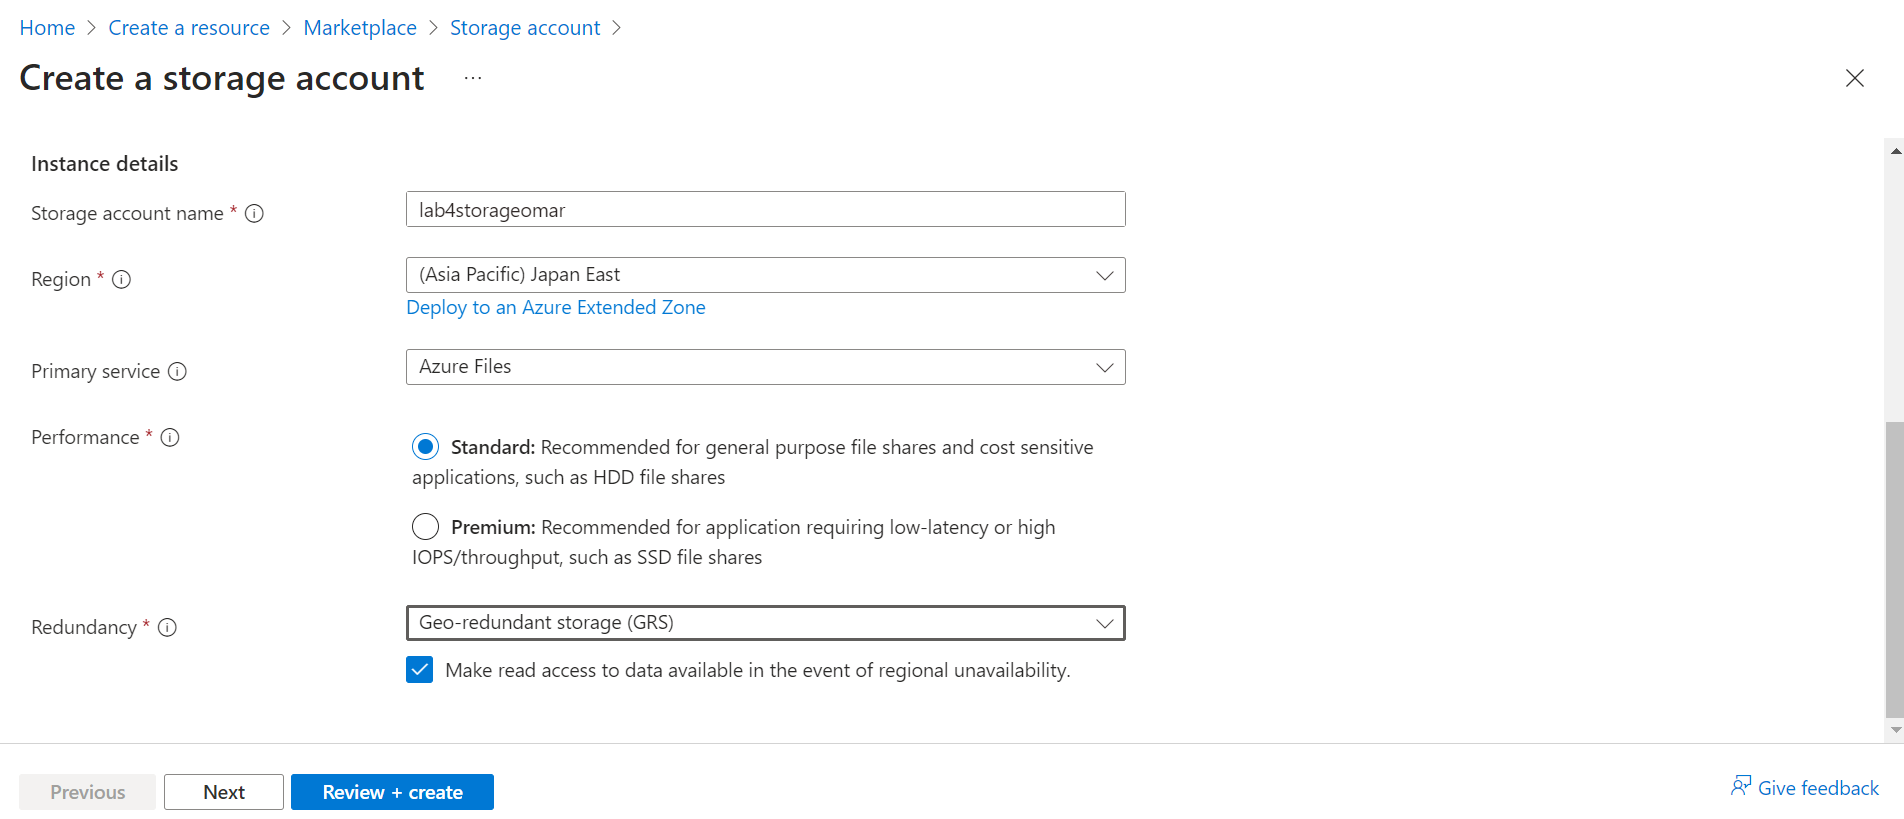 Home > Create a resource > Marketplace > Storage account >
Create a storage account ...
Instance details
Storage account name *
lab4storageomar
Region *
(Asia Pacific) Japan East
Deploy to an Azure Extended Zone
Primary service
Azure Files
Performance *
Standard: Recommended for general purpose file shares and cost sensitive
applications, such as HDD file shares
Premium: Recommended for application requiring low-latency or high
IOPS/throughput, such as SSD file shares
Redundancy *
Geo-redundant storage (GRS)
Make read access to data available in the event of regional unavailability.
Previous
Next
Review + create
Give feedback